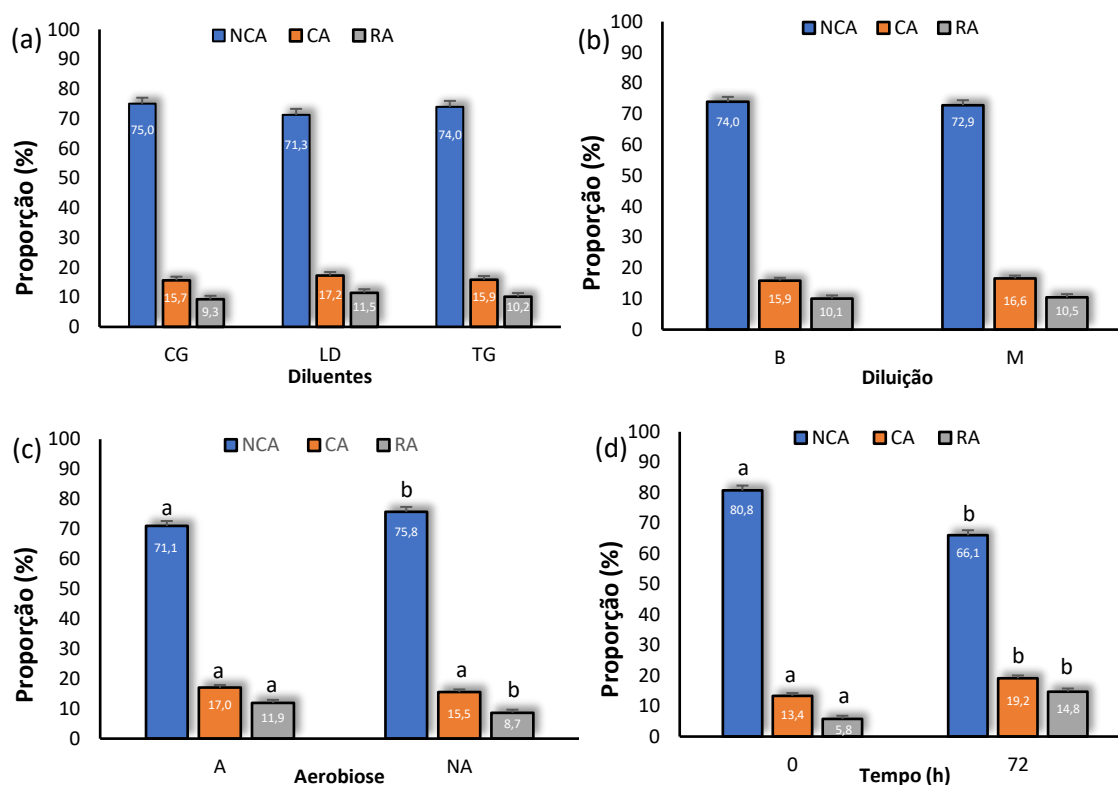 (a)
NCA CA RA
100
90
80
70
60
50
40
30
20
10
0
Proporção (%)
75,0 15,7 9,3
71,3 17,2 11,5
74,0 15,9 10,2
CG LD TG
Diluentes
(b)
NCA CA RA
100
90
80
70
60
50
40
30
20
10
0
Proporção (%)
74,0 15,9 10,1
72,9 16,6 10,5
B M
Diluição
(c)
NCA CA RA
100
90
80
70
60
50
40
30
20
10
0
Proporção (%)
a a a
b a b
71,1 17,0 11,9
75,8 15,5 8,7
A NA
Aerobiose
(d)
NCA CA RA
100
90
80
70
60
50
40
30
20
10
0
Proporção (%)
a a a
b b b
80,8 13,4 5,8
66,1 19,2 14,8
0 72
Tempo (h)